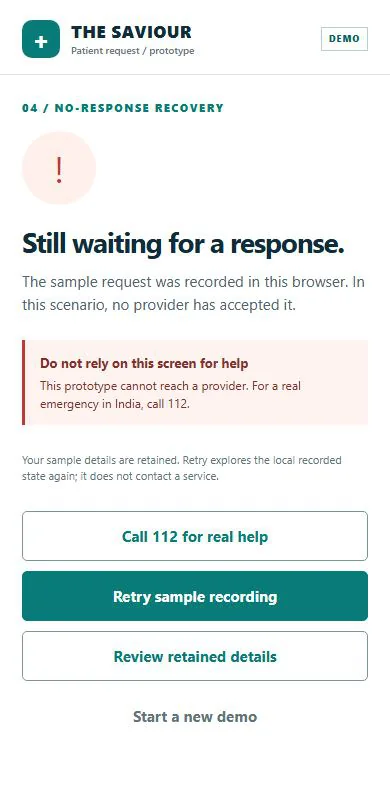 +
THE SAVIOUR
Patient request / prototype
DEMO
04 / NO-RESPONSE RECOVERY
!
Still waiting for a response.
The sample request was recorded in this browser. In
this scenario, no provider has accepted it.
Do not rely on this screen for help
This prototype cannot reach a provider. For a real
emergency in India, call 112.
Your sample details are retained. Retry explores the local recorded
state again; it does not contact a service.
Call 112 for real help
Retry sample recording
Review retained details
Start a new demo